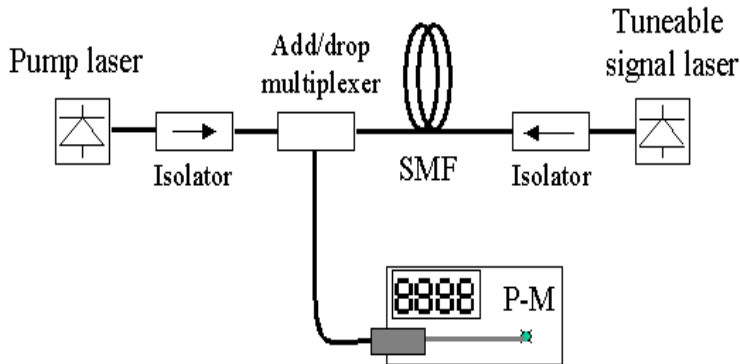 Pump laser
Add/drop
multiplexer
Tuneable
signal laser
Isolator
SMF
Isolator
8888
P-M